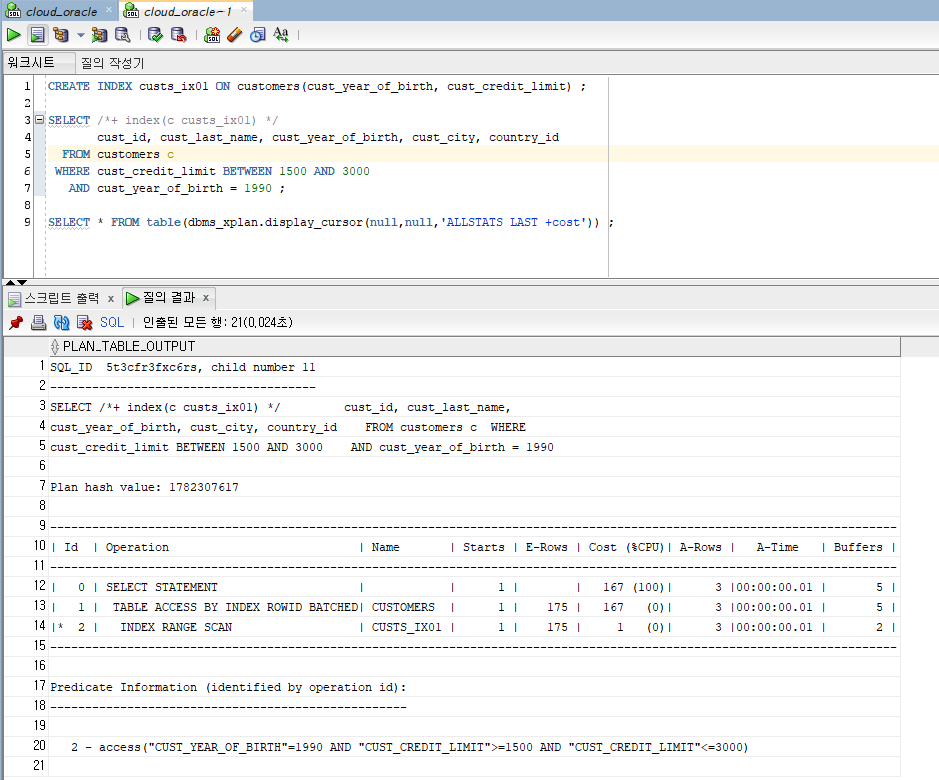 cloud_oracle × cloud_oracle~1 ×
워크시트 질의 작성기
1 CREATE INDEX custs_ix01 ON customers(cust_year_of_birth, cust_credit_limit) ;
2
3 SELECT /*+ index(c custs_ix01) */
4 cust_id, cust_last_name, cust_year_of_birth, cust_city, country_id
5 FROM customers c
6 WHERE cust_credit_limit BETWEEN 1500 AND 3000
7 AND cust_year_of_birth = 1990 ;
8
9 SELECT * FROM table(dbms_xplan.display_cursor(null,null,'ALLSTATS LAST +cost')) ;
스크립트 출력 x 질의 결과 x
SQL | 인출된 모든 행: 21(0,024초)
PLAN_TABLE_OUTPUT
1 SQL_ID 5t3cfr3fxc6rs, child number 11
2 --------------------------------------
3 SELECT /*+ index(c custs_ix01) */ cust_id, cust_last_name,
4 cust_year_of_birth, cust_city, country_id FROM customers c WHERE
5 cust_credit_limit BETWEEN 1500 AND 3000 AND cust_year_of_birth = 1990
6
7 Plan hash value: 1782307617
8
9 -------------------------------------------------------------------------------------------------------------------------
10 | Id | Operation | Name | Starts | E-Rows | Cost (%CPU)| A-Rows | A-Time | Buffers |
11 -------------------------------------------------------------------------------------------------------------------------
12 | 0 | SELECT STATEMENT | | 1 | | 167 (100)| 3 |00:00:00.01 | 5 |
13 | 1 | TABLE ACCESS BY INDEX ROWID BATCHED| CUSTOMERS | 1 | 175 | 167 (0)| 3 |00:00:00.01 | 5 |
14 |* 2 | INDEX RANGE SCAN | CUSTS_IX01 | 1 | 175 | 1 (0)| 3 |00:00:00.01 | 2 |
15 -------------------------------------------------------------------------------------------------------------------------
16
17 Predicate Information (identified by operation id):
18 ---------------------------------------------------
19
20 2 - access("CUST_YEAR_OF_BIRTH"=1990 AND "CUST_CREDIT_LIMIT">=1500 AND "CUST_CREDIT_LIMIT"<=3000)
21